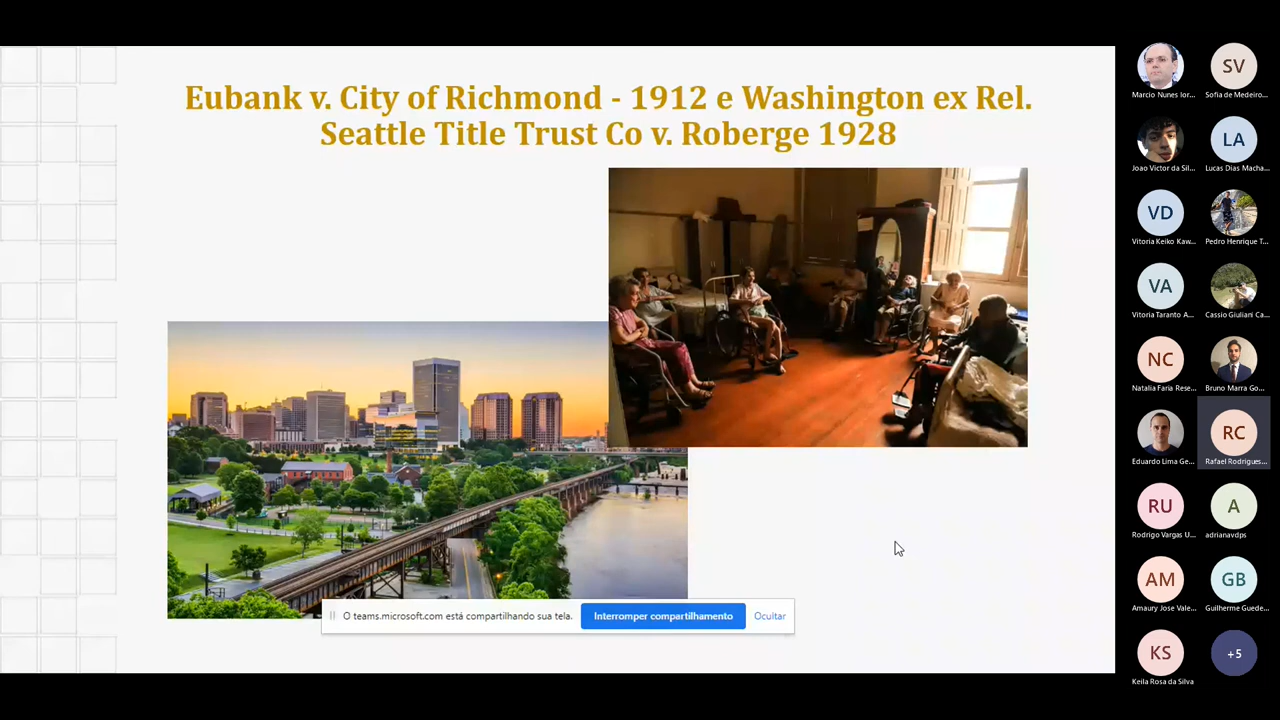 Eubank v. City of Richmond - 1912 e Washington ex Rel.
Seattle Title Trust Co v. Roberge 1928
O teams.microsoft.com está compartilhando sua tela.
Interromper compartilhamento
Ocultar
Marcio Nunes Ior...
SV
Sofia de Medeiro...
Joao Victor da Sil...
LA
Lucas Dias Macha...
VD
Vitoria Keiko Kaw...
Pedro Henrique T...
VA
Vitoria Taranto A...
Cassio Giuliani Ca...
NC
Natalia Faria Rese...
Bruno Marra Go...
Eduardo Lima Ge...
RC
Rafael Rodrigues...
RU
Rodrigo Vargas U...
A
adrianavdps
AM
Amaury Jose Vale...
GB
Guilherme Guede...
KS
Keila Rosa da Silva
+5